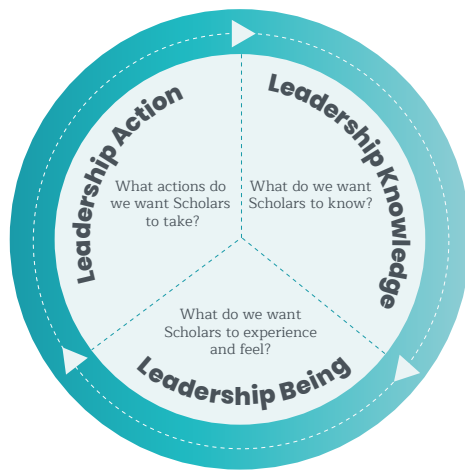 Leadership Action
What actions do
we want Scholars
to take?
Leadership Knowledge
What do we want
Scholars to know?
What do we want
Scholars to experience
and feel?
Leadership Being